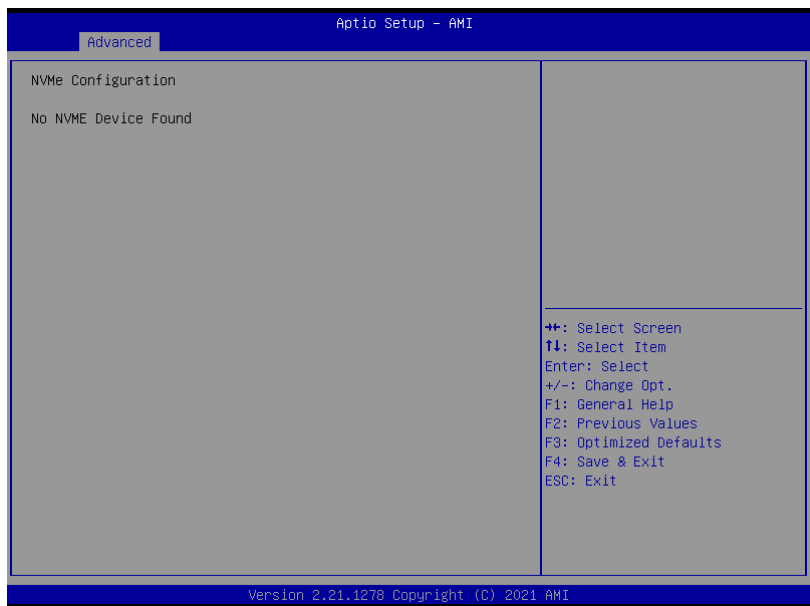 Aptio Setup – AMI
Advanced
NVMe Configuration
No NVME Device Found
→←: Select Screen
↑↓: Select Item
Enter: Select
+/-: Change Opt.
F1: General Help
F2: Previous Values
F3: Optimized Defaults
F4: Save & Exit
ESC: Exit
Version 2.21.1278 Copyright (C) 2021 AMI